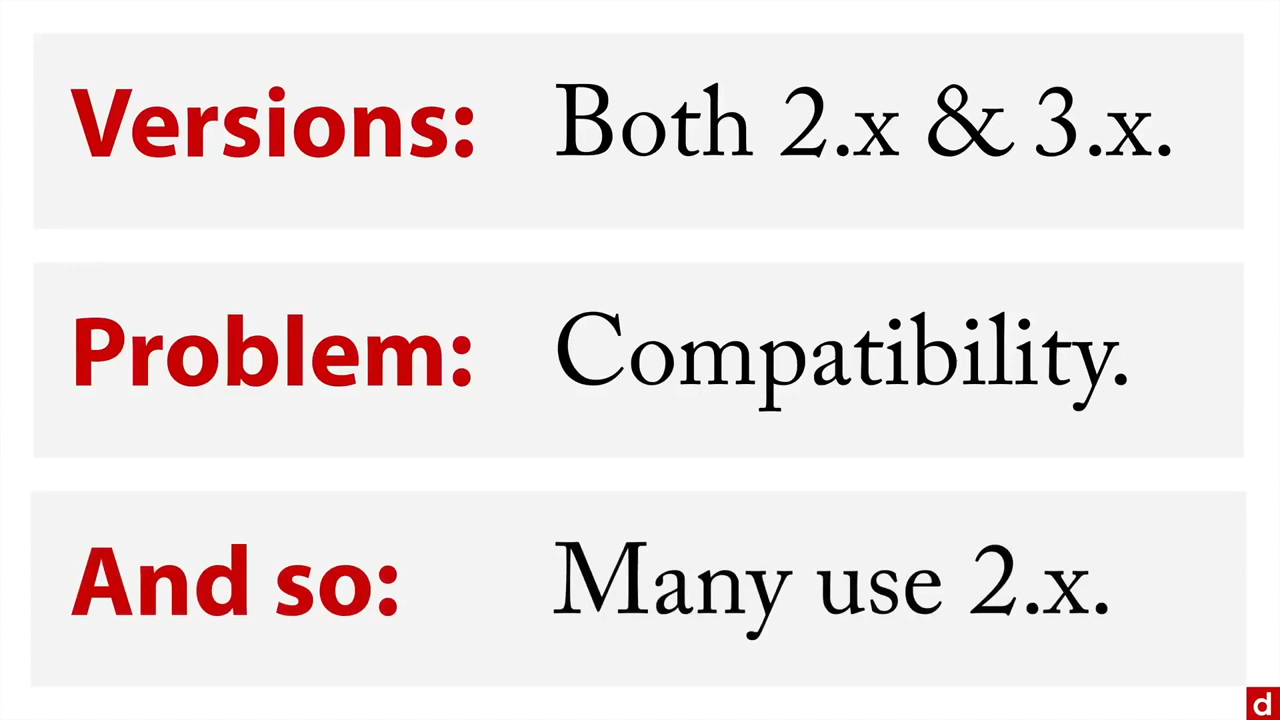 Versions: Both 2.x & 3.x.
Problem: Compatibility.
And so: Many use 2.x.
d